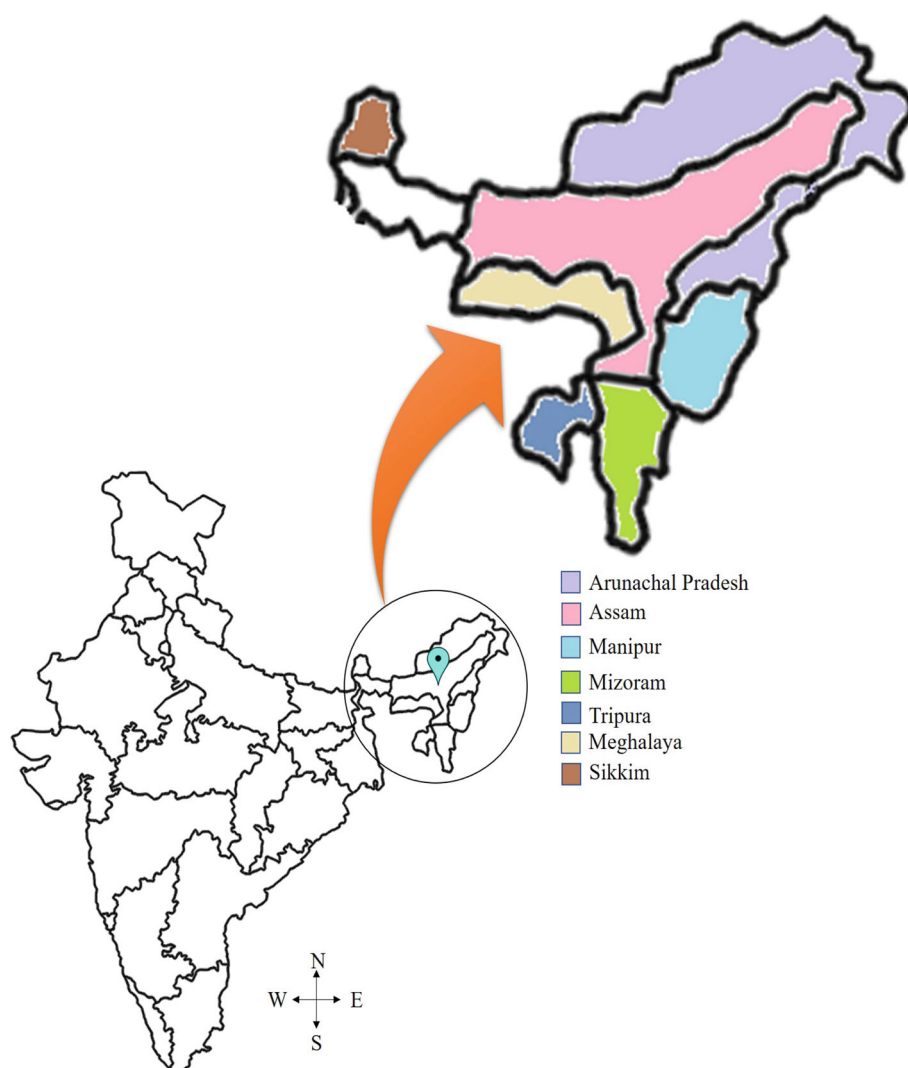 Arunachal Pradesh
Assam
Manipur
Mizoram
Tripura
Meghalaya
Sikkim
N
W E
S